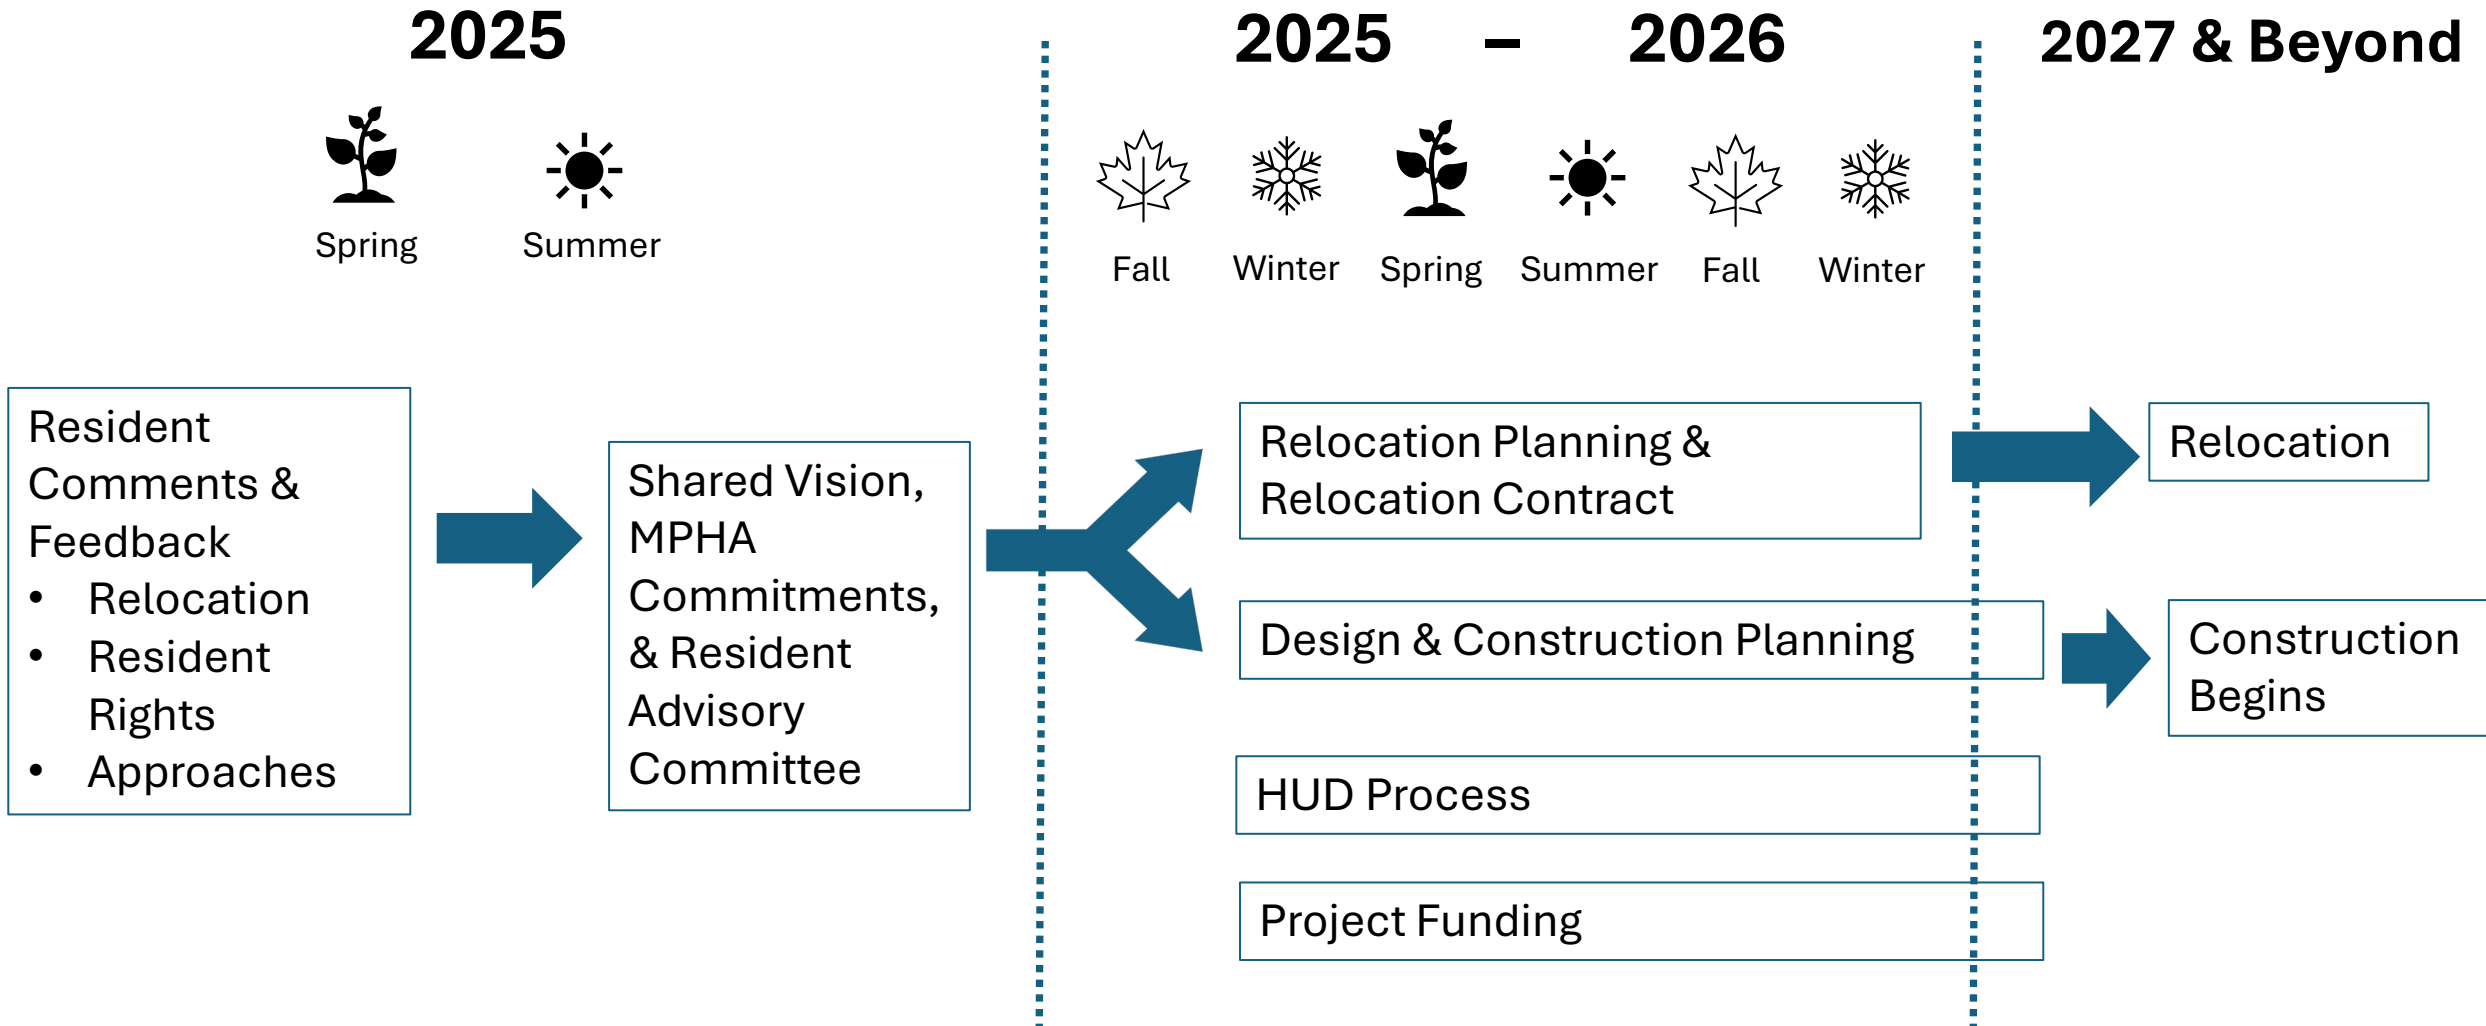 2025
2025 – 2026
2027 & Beyond
Spring
Summer
Fall
Winter
Spring
Summer
Fall
Winter
Resident
Comments &
Feedback
• Relocation
• Resident
Rights
• Approaches
Shared Vision,
MPHA
Commitments,
& Resident
Advisory
Committee
Relocation Planning &
Relocation Contract
Relocation
Design & Construction Planning
Construction
Begins
HUD Process
Project Funding